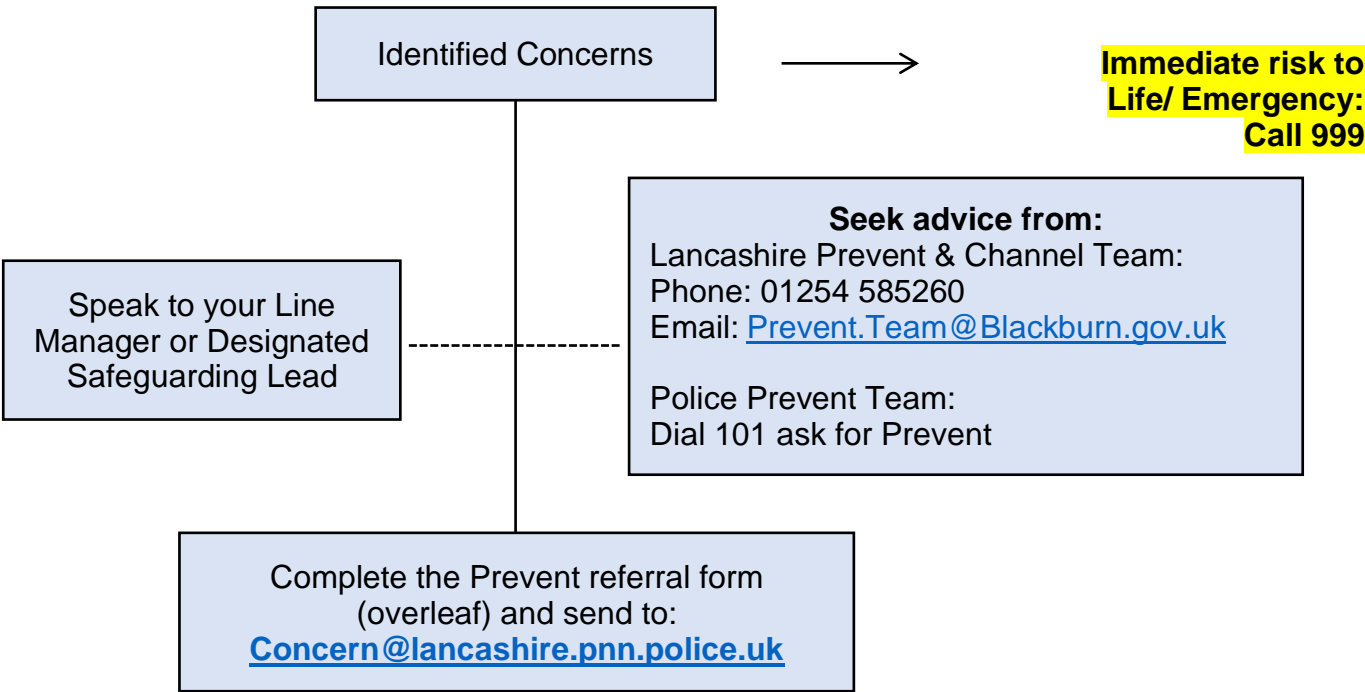 Identified Concerns
Immediate risk to
Life/ Emergency:
Call 999
Seek advice from:
Lancashire Prevent & Channel Team:
Phone: 01254 585260
Email: Prevent.Team@Blackburn.gov.uk
Police Prevent Team:
Dial 101 ask for Prevent
Speak to your Line
Manager or Designated
Safeguarding Lead
Complete the Prevent referral form
(overleaf) and send to:
Concern@lancashire.pnn.police.uk